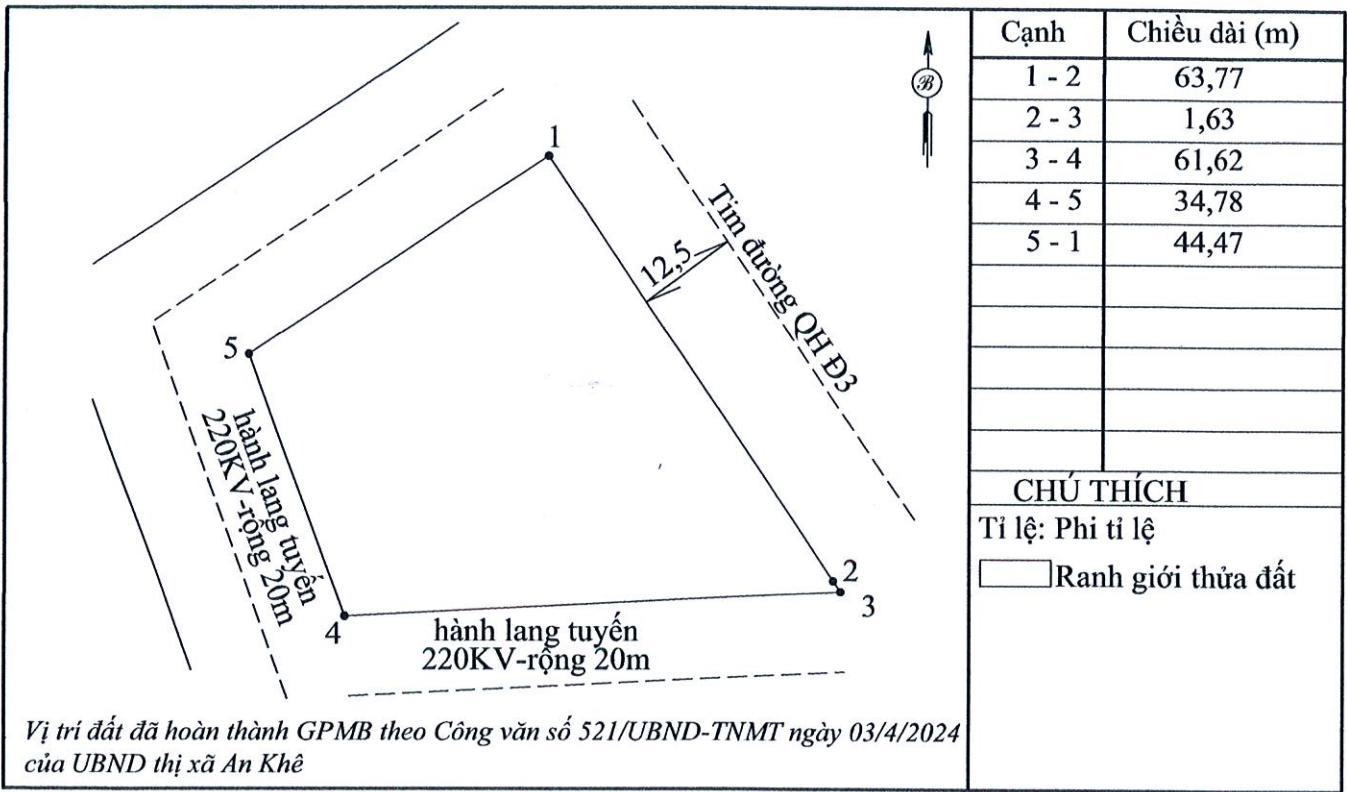 1
Tim đường QH Đ3
12,5
5
hành lang tuyến
220KV-rộng 20m
2
3
4
hành lang tuyến
220KV-rộng 20m
Vị trí đất đã hoàn thành GPMB theo Công văn số 521/UBND-TNMT ngày 03/4/2024
của UBND thị xã An Khê
B
Cạnh Chiều dài (m)
1 - 2 63,77
2 - 3 1,63
3 - 4 61,62
4 - 5 34,78
5 - 1 44,47
CHÚ THÍCH
Tỉ lệ: Phi tỉ lệ
Ranh giới thửa đất